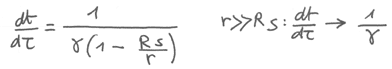 dt/dτ = 1/(γ(1 - Rs/r))    r>>Rs: dt/dτ → 1/γ